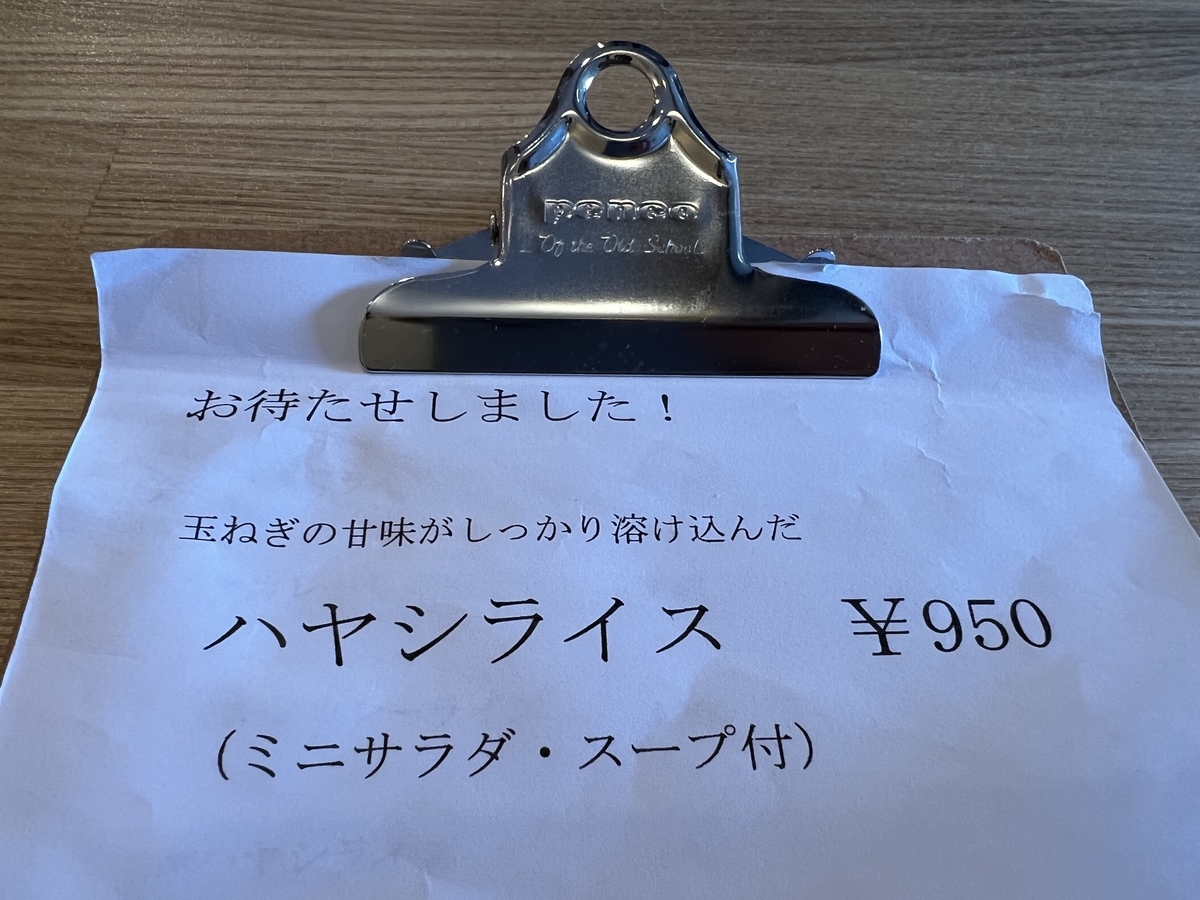 penco
Of the Old School
お待たせしました！
玉ねぎの甘味がしっかり溶け込んだ
ハヤシライス　￥950
(ミニサラダ・スープ付)